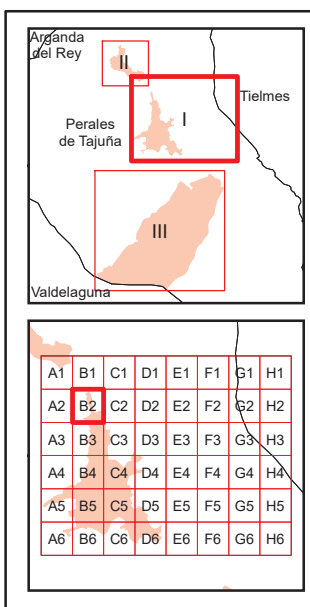 Arganda
del Rey
II
Tielmes
I
Perales
de Tajuña
III
Valdelaguna
A1 B1 C1 D1 E1 F1 G1 H1
A2 B2 C2 D2 E2 F2 G2 H2
A3 B3 C3 D3 E3 F3 G3 H3
A4 B4 C4 D4 E4 F4 G4 H4
A5 B5 C5 D5 E5 F5 G5 H5
A6 B6 C6 D6 E6 F6 G6 H6